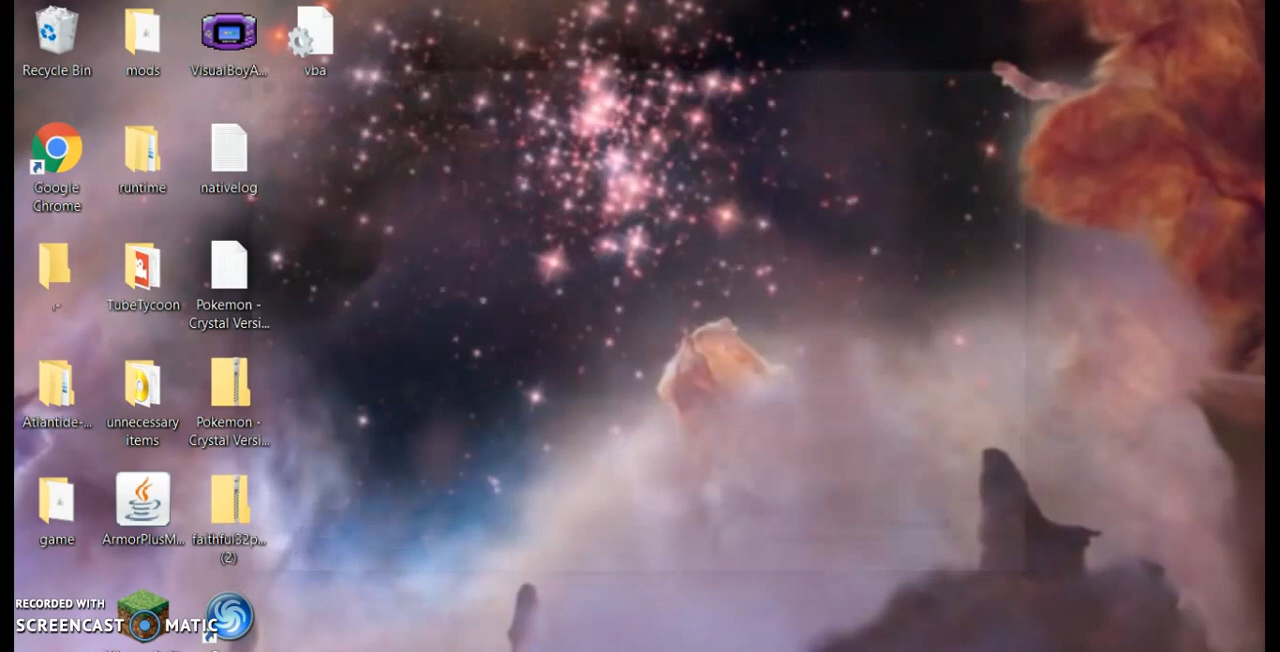 Recycle Bin
mods
VisualBoyA...
vba
Google
Chrome
runtime
nativelog
,-
TubeTycoon
Pokemon -
Crystal Versi...
Atlantide-...
unnecessary
items
Pokemon -
Crystal Versi...
game
ArmorPlusM...
faithful32p...
(2)
RECORDED WITH
SCREENCAST MATIC